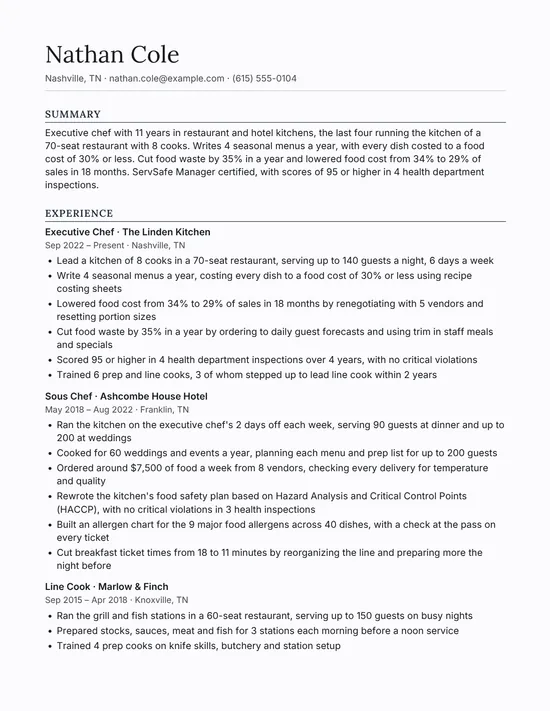 Nathan Cole
Nashville, TN · nathan.cole@example.com · (615) 555-0104
SUMMARY
Executive chef with 11 years in restaurant and hotel kitchens, the last four running the kitchen of a
70-seat restaurant with 8 cooks. Writes 4 seasonal menus a year, with every dish costed to a food
cost of 30% or less. Cut food waste by 35% in a year and lowered food cost from 34% to 29% of
sales in 18 months. ServSafe Manager certified, with scores of 95 or higher in 4 health department
inspections.
EXPERIENCE
Executive Chef · The Linden Kitchen
Sep 2022 – Present · Nashville, TN
• Lead a kitchen of 8 cooks in a 70-seat restaurant, serving up to 140 guests a night, 6 days a week
• Write 4 seasonal menus a year, costing every dish to a food cost of 30% or less using recipe
costing sheets
• Lowered food cost from 34% to 29% of sales in 18 months by renegotiating with 5 vendors and
resetting portion sizes
• Cut food waste by 35% in a year by ordering to daily guest forecasts and using trim in staff meals
and specials
• Scored 95 or higher in 4 health department inspections over 4 years, with no critical violations
• Trained 6 prep and line cooks, 3 of whom stepped up to lead line cook within 2 years
Sous Chef · Ashcombe House Hotel
May 2018 – Aug 2022 · Franklin, TN
• Ran the kitchen on the executive chef's 2 days off each week, serving 90 guests at dinner and up to
200 at weddings
• Cooked for 60 weddings and events a year, planning each menu and prep list for up to 200 guests
• Ordered around $7,500 of food a week from 8 vendors, checking every delivery for temperature
and quality
• Rewrote the kitchen's food safety plan based on Hazard Analysis and Critical Control Points
(HACCP), with no critical violations in 3 health inspections
• Built an allergen chart for the 9 major food allergens across 40 dishes, with a check at the pass on
every ticket
• Cut breakfast ticket times from 18 to 11 minutes by reorganizing the line and preparing more the
night before
Line Cook · Marlow & Finch
Sep 2015 – Apr 2018 · Knoxville, TN
• Ran the grill and fish stations in a 60-seat restaurant, serving up to 150 guests on busy nights
• Prepared stocks, sauces, meat and fish for 3 stations each morning before a noon service
• Trained 4 prep cooks on knife skills, butchery and station setup